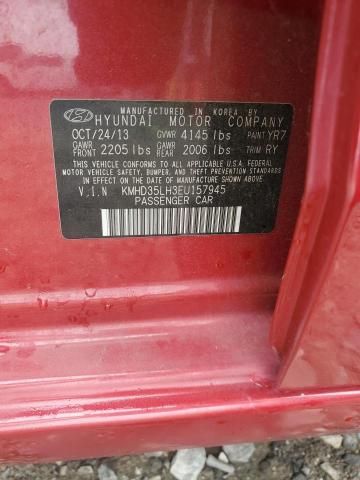 MANUFACTURED IN KOREA BY
HYUNDAI MOTOR COMPANY
OCT/24/13 GVWR 4145 lbs PAINT YR7
GAWR FRONT 2205 lbs GAWR REAR 2006 lbs TRIM RY
THIS VEHICLE CONFORMS TO ALL APPLICABLE U.S.A. FEDERAL
MOTOR VEHICLE SAFETY, BUMPER, AND THEFT PREVENTION
STANDARDS IN EFFECT ON THE DATE OF MANUFACTURE SHOWN ABOVE.
V.I.N KMHD35LH3EU157945
PASSENGER CAR